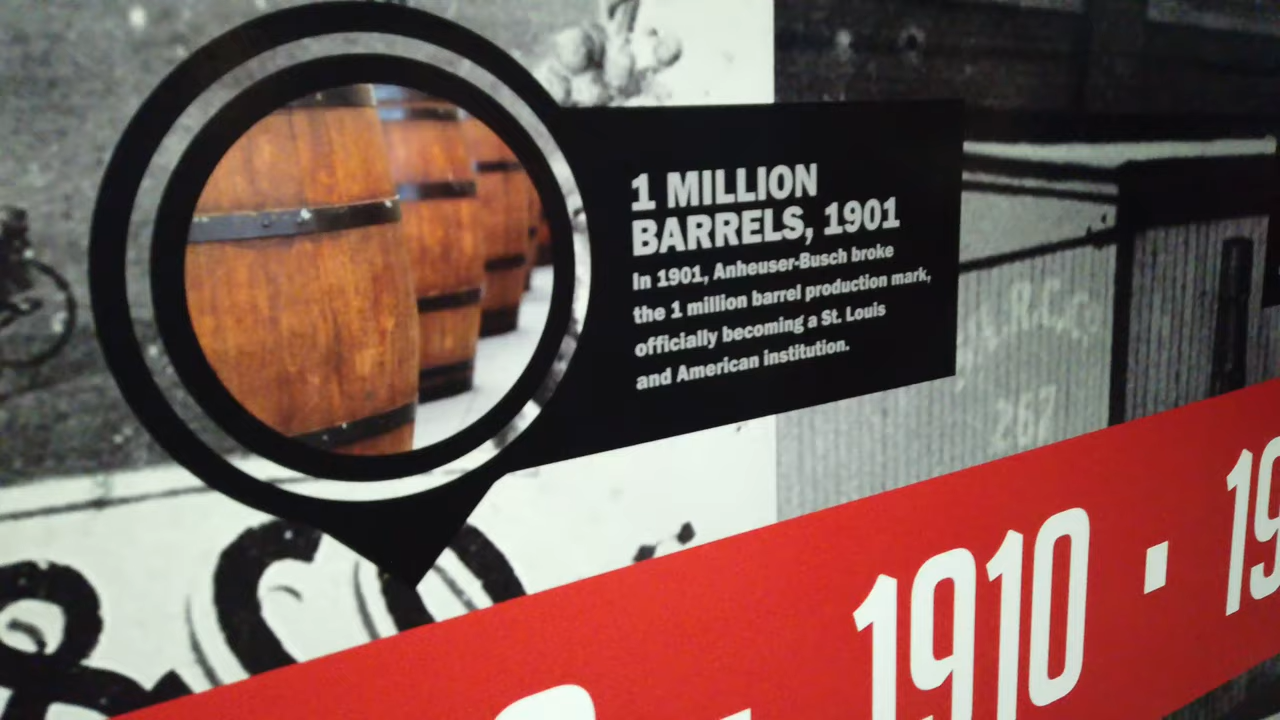 1 MILLION
BARRELS, 1901
In 1901, Anheuser-Busch broke
the 1 million barrel production mark,
officially becoming a St. Louis
and American institution.
267
1910 ▪ 19
&